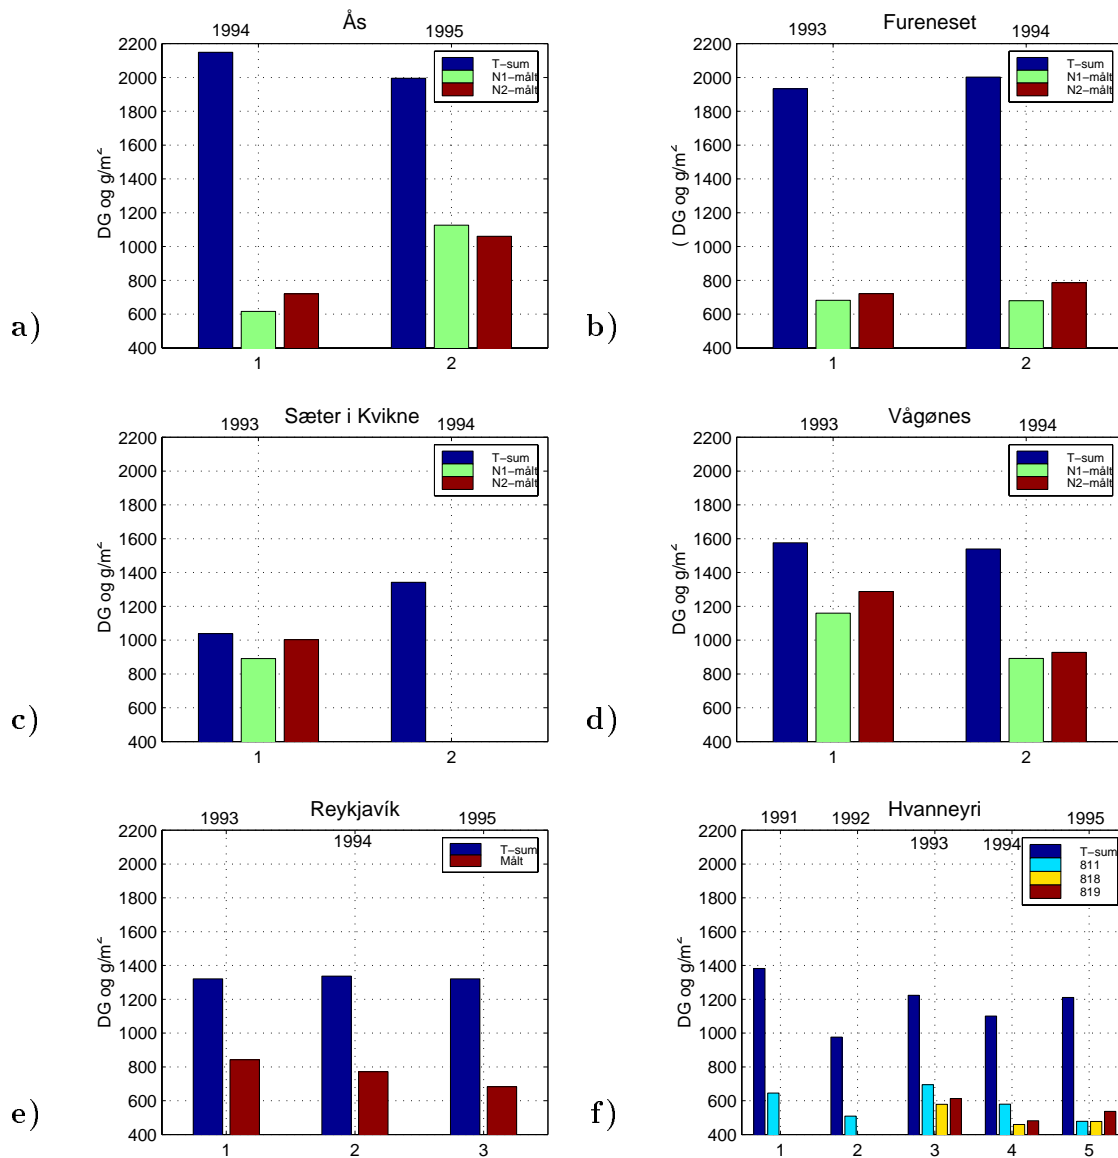 Ås
1994
1995
2200
2000
1800
1600
1400
1200
1000
800
600
400
DG og g/m²
T-sum
N1-målt
N2-målt
1
2
a)
Fureneset
1993
1994
2200
2000
1800
1600
1400
1200
1000
800
600
400
( DG og g/m²
T-sum
N1-målt
N2-målt
1
2
b)
Sæter i Kvikne
1993
1994
2200
2000
1800
1600
1400
1200
1000
800
600
400
DG og g/m²
T-sum
N1-målt
N2-målt
1
2
c)
Vågønes
1993
1994
2200
2000
1800
1600
1400
1200
1000
800
600
400
DG og g/m²
T-sum
N1-målt
N2-målt
1
2
d)
Reykjavík
1993
1994
1995
2200
2000
1800
1600
1400
1200
1000
800
600
400
DG og g/m²
T-sum
Målt
1
2
3
e)
Hvanneyri
1991
1992
1993
1994
1995
2200
2000
1800
1600
1400
1200
1000
800
600
400
DG og g/m²
T-sum
811
818
819
1
2
3
4
5
f)